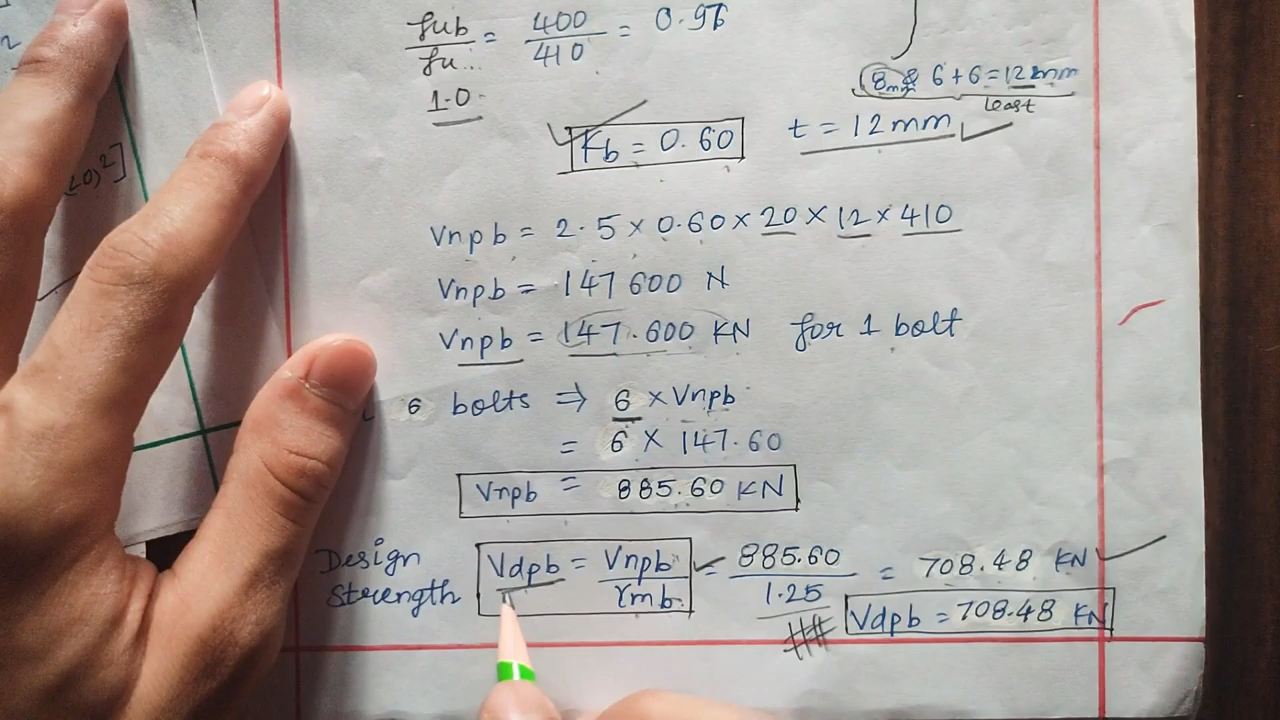 fub/fu.. = 400/410 = 0.97
1.0
8mm & 6+6=12mm
least
Kb = 0.60
t = 12mm
20)²]
Vnpb = 2.5 × 0.60 × 20 × 12 × 410
Vnpb = 147600 N
Vnpb = 147.600 KN for 1 bolt
6 bolts ⇒ 6 × Vnpb
= 6 × 147.60
Vnpb = 885.60 KN
Design Strength Vdpb = Vnpb/γmb = 885.60/1.25 = 708.48 KN
Vdpb = 708.48 KN